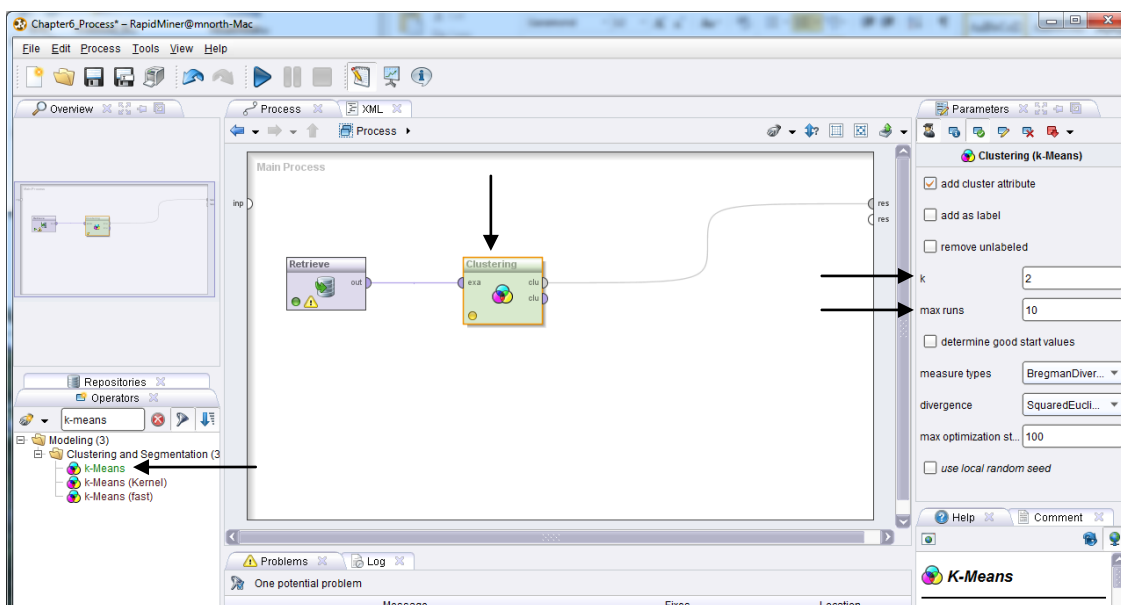 Chapter6_Process* – RapidMiner@mnorth-Mac
File Edit Process Tools View Help
Overview
Process
XML
Parameters
Process
Clustering (k-Means)
Main Process
add cluster attribute
inp
res
add as label
res
remove unlabeled
Retrieve
Clustering
out
exa
clu
clu
k
2
max runs
10
determine good start values
measure types
BregmanDiver...
divergence
SquaredEucli...
max optimization st...
100
use local random seed
Repositories
Operators
k-means
Modeling (3)
Clustering and Segmentation (3
k-Means
k-Means (Kernel)
k-Means (fast)
Help
Comment
K-Means
Problems
Log
One potential problem
Message
Fixes
Location